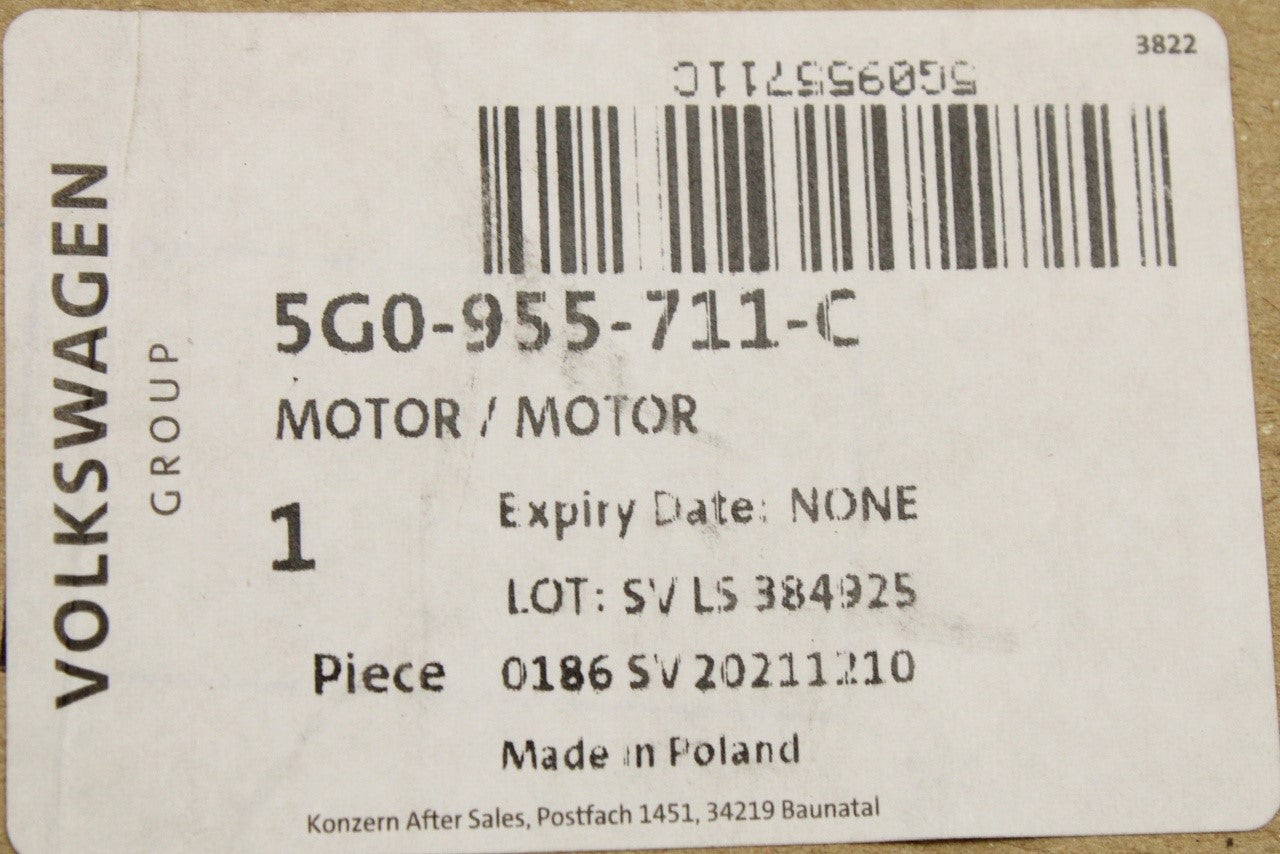 3822
5G0955711C
VOLKSWAGEN
GROUP
5G0-955-711-C
MOTOR / MOTOR
1
Expiry Date: NONE
LOT: SV LS 384925
Piece 0186 SV 20211210
Made in Poland
Konzern After Sales, Postfach 1451, 34219 Baunatal